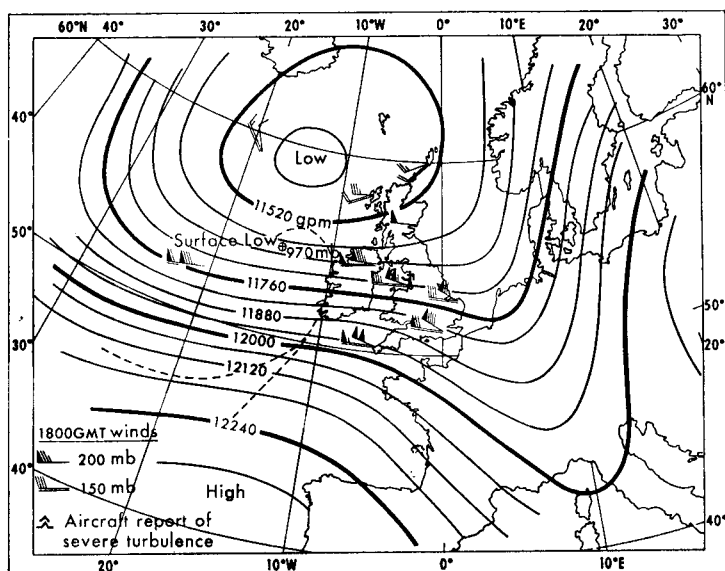 60°N 40° 30° 20° 10°W 0° 10°E 20° 30°
60°
N
40°
Low
11520 gpm
50°
Surface Low
970mb
11760
11880
50°
12000
20°
30°
12120
12240
1800GMT winds
200 mb
40°
High
150 mb
40°
Aircraft report of
severe turbulence
20° 10°W 0° 10°E